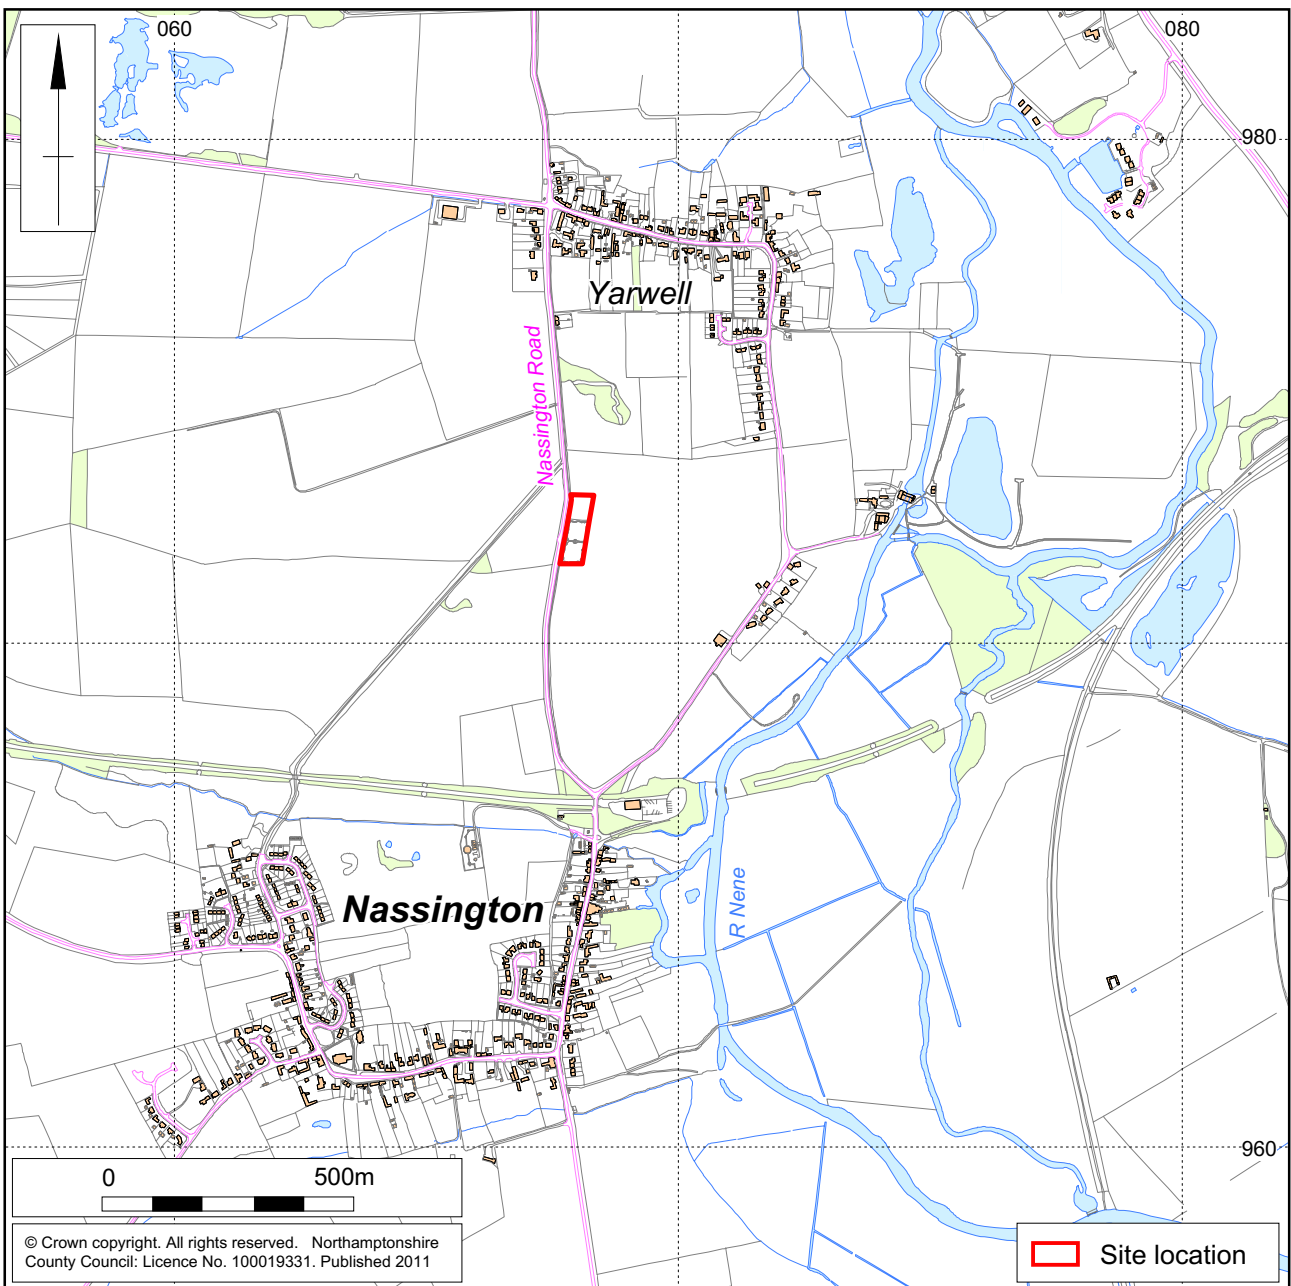 060
080
980
Yarwell
Nassington Road
Nassington
R Nene
960
0 500m
© Crown copyright. All rights reserved. Northamptonshire
County Council: Licence No. 100019331. Published 2011
Site location